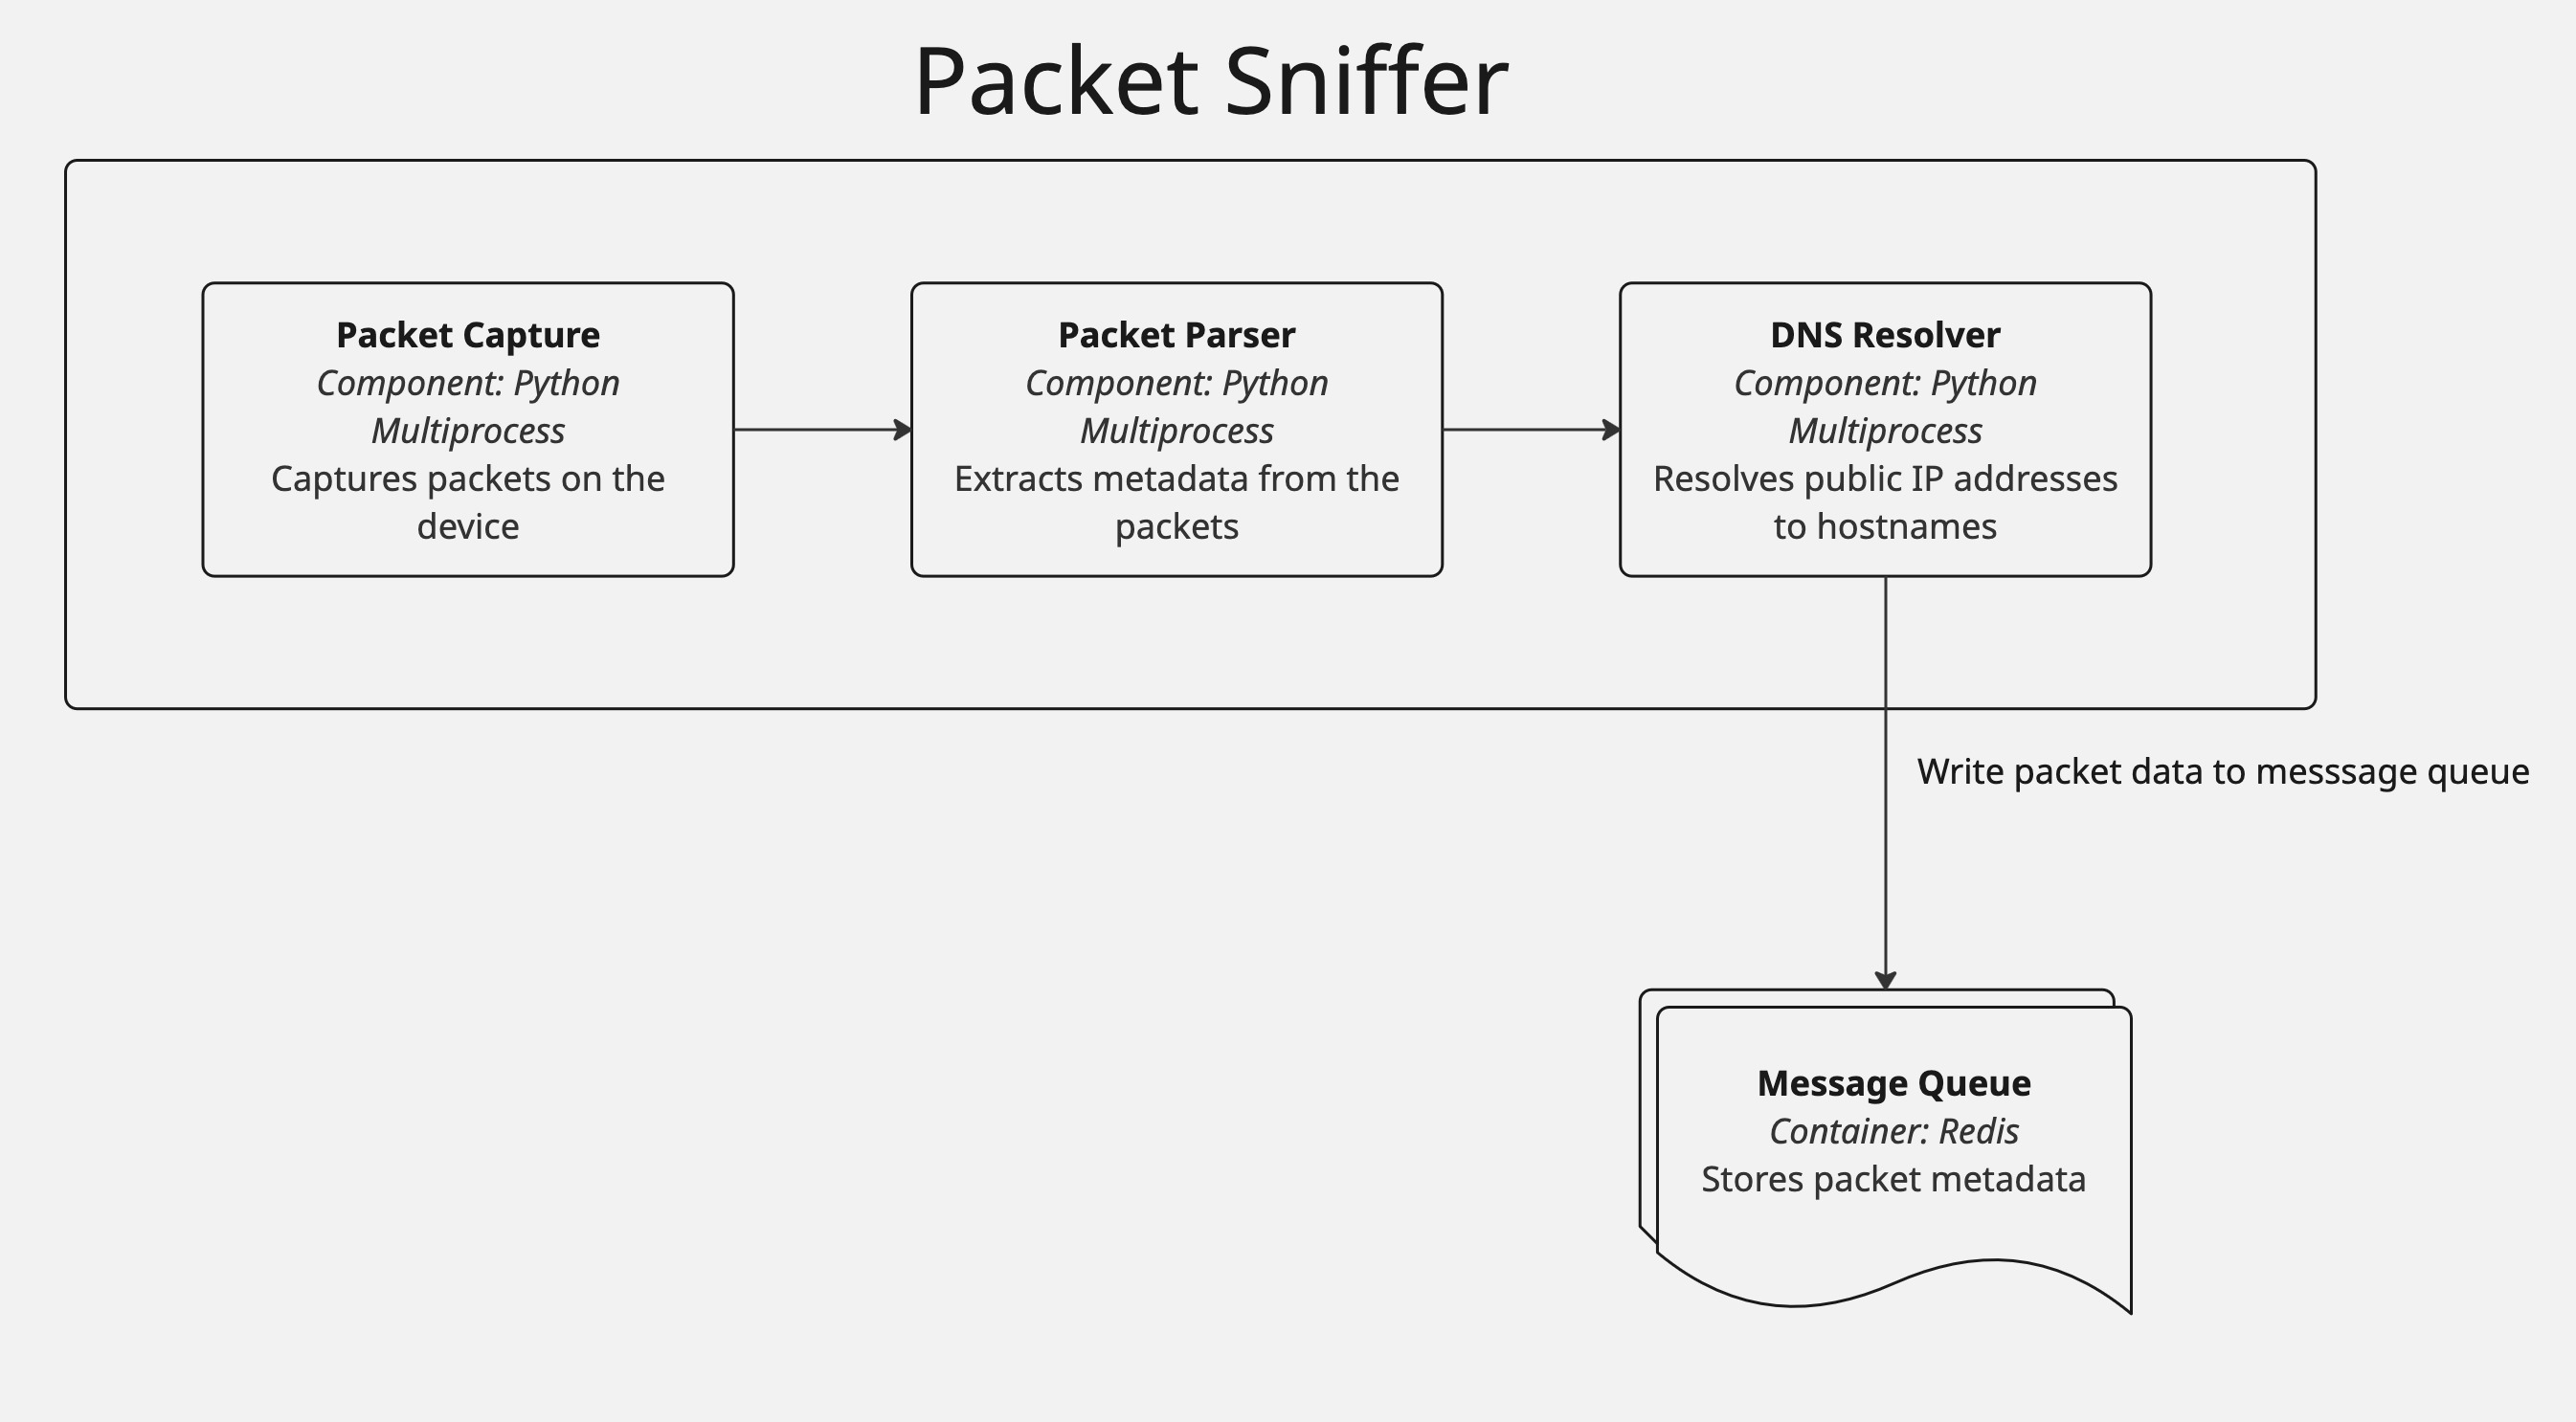 Packet Sniffer
Packet Capture
Component: Python
Multiprocess
Captures packets on the
device
Packet Parser
Component: Python
Multiprocess
Extracts metadata from the
packets
DNS Resolver
Component: Python
Multiprocess
Resolves public IP addresses
to hostnames
Write packet data to messsage queue
Message Queue
Container: Redis
Stores packet metadata